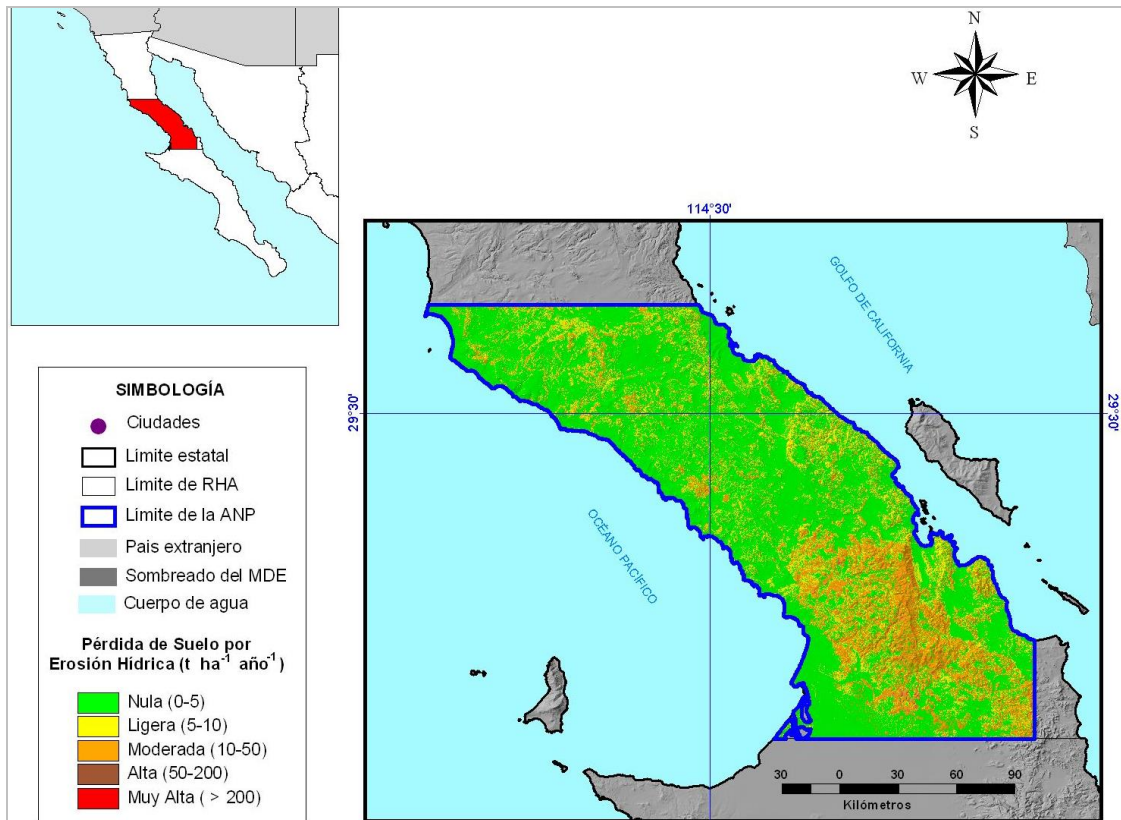 N
W E
S
114°30'
GOLFO DE CALIFORNIA
29°30'
29°30'
OCÉANO PACÍFICO
30 0 30 60 90
Kilómetros
SIMBOLOGÍA
Ciudades
Limite estatal
Limite de RHA
Limite de la ANP
Pais extranjero
Sombreado del MDE
Cuerpo de agua
Pérdida de Suelo por
Erosión Hídrica (t ha⁻¹ año⁻¹)
Nula (0-5)
Ligera (5-10)
Moderada (10-50)
Alta (50-200)
Muy Alta ( > 200)